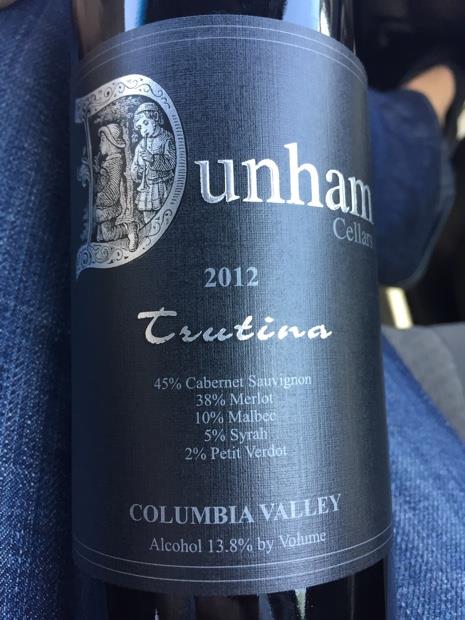 Dunham
Cellars
2012
Trutina
45% Cabernet Sauvignon
38% Merlot
10% Malbec
5% Syrah
2% Petit Verdot
COLUMBIA VALLEY
Alcohol 13.8% by Volume